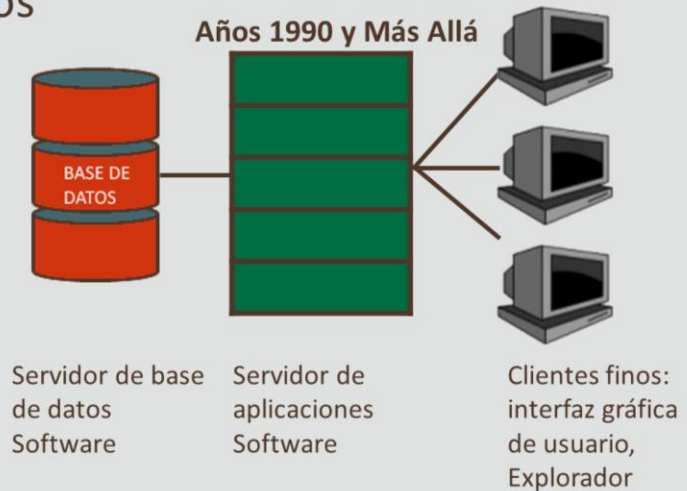 Años 1990 y Más Allá
BASE DE
DATOS
Servidor de base
de datos
Software
Servidor de
aplicaciones
Software
Clientes finos:
interfaz gráfica
de usuario,
Explorador